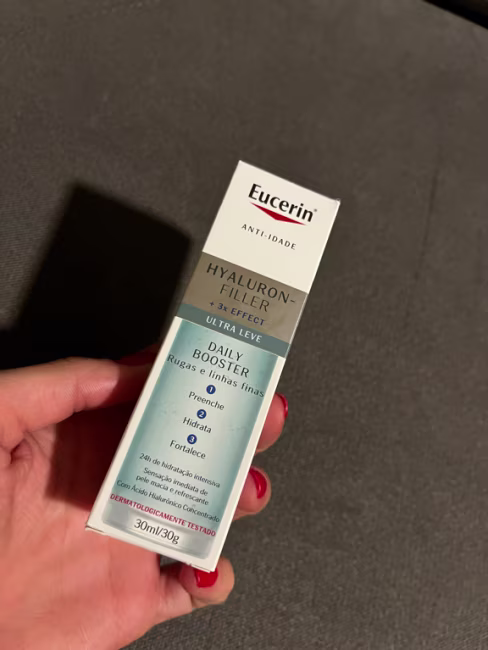 Eucerin®
ANTI-IDADE
HYALURON-
FILLER
+ 3x EFFECT
ULTRA LEVE
DAILY
BOOSTER
Rugas e linhas finas
1
Preenche
2
Hidrata
3
Fortalece
24h de hidratação intensiva
Sensação imediata de
pele macia e refrescante
Com Ácido Hialurônico Concentrado
DERMATOLOGICAMENTE TESTADO
30ml/30g